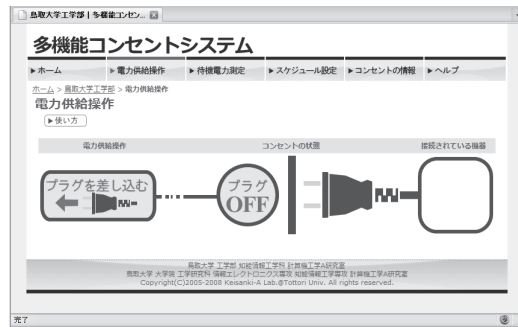 鳥取大学工学部 | 多機能コンセン...
多機能コンセントシステム
▶ホーム ▶電力供給操作 ▶待機電力測定 ▶スケジュール設定 ▶コンセントの情報 ▶ヘルプ
ホーム > 鳥取大学工学部 > 電力供給操作
電力供給操作
▶使い方
電力供給操作 コンセントの状態 接続されている機器
プラグを差し込む
プラグ
OFF
鳥取大学 工学部 知能情報工学科 計算機工学A研究室
鳥取大学 大学院 工学研究科 情報エレクトロニクス専攻 知能情報工学専攻 計算機工学A研究室
Copyright(C)2005-2008 Keisanki-A Lab.@Tottori Univ. All rights reserved.
完了